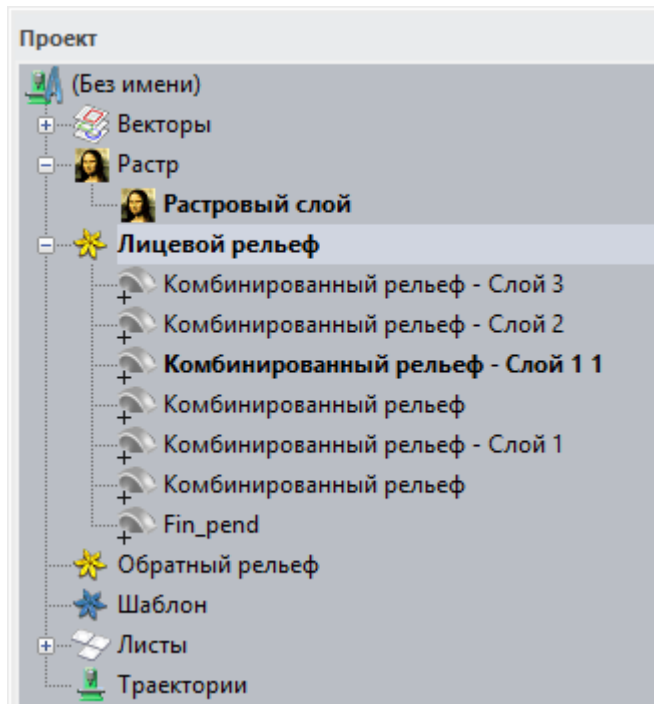 Проект
(Без имени)
Векторы
Растр
Растровый слой
Лицевой рельеф
Комбинированный рельеф - Слой 3
Комбинированный рельеф - Слой 2
Комбинированный рельеф - Слой 1 1
Комбинированный рельеф
Комбинированный рельеф - Слой 1
Комбинированный рельеф
Fin_pend
Обратный рельеф
Шаблон
Листы
Траектории